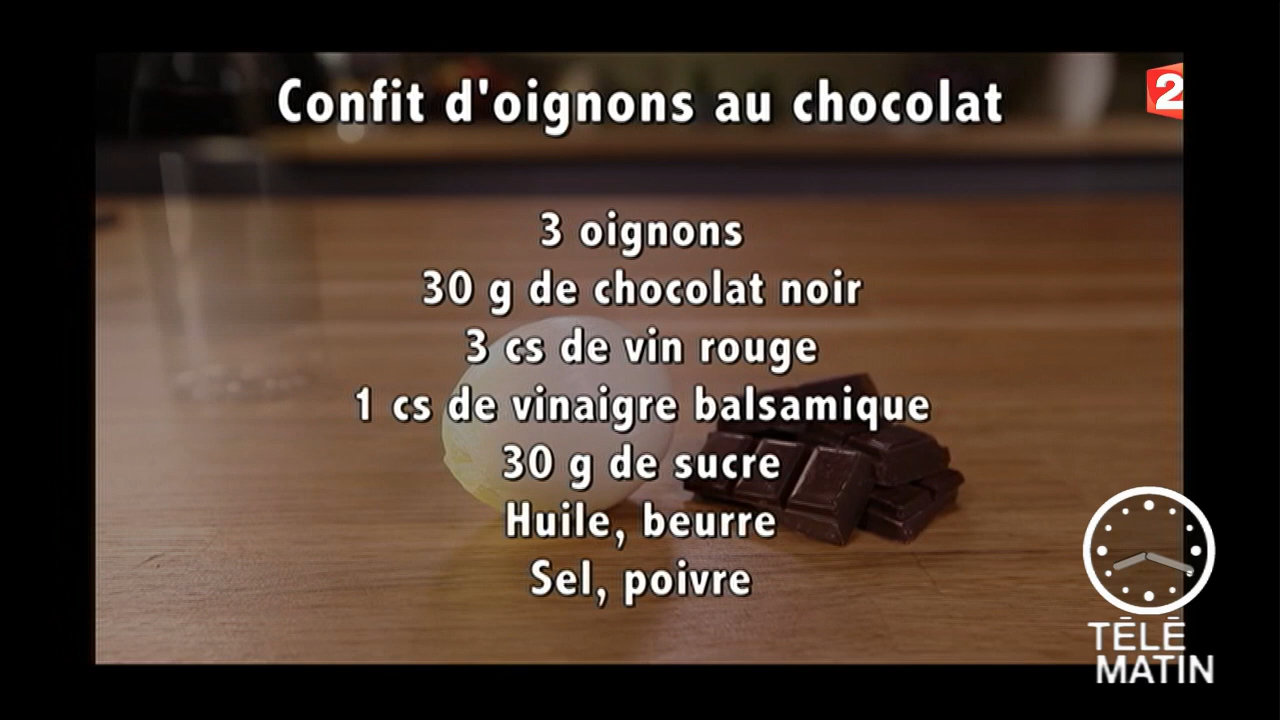 Confit d'oignons au chocolat
2
3 oignons
30 g de chocolat noir
3 cs de vin rouge
1 cs de vinaigre balsamique
30 g de sucre
Huile, beurre
Sel, poivre
TÉLÉ
MATIN